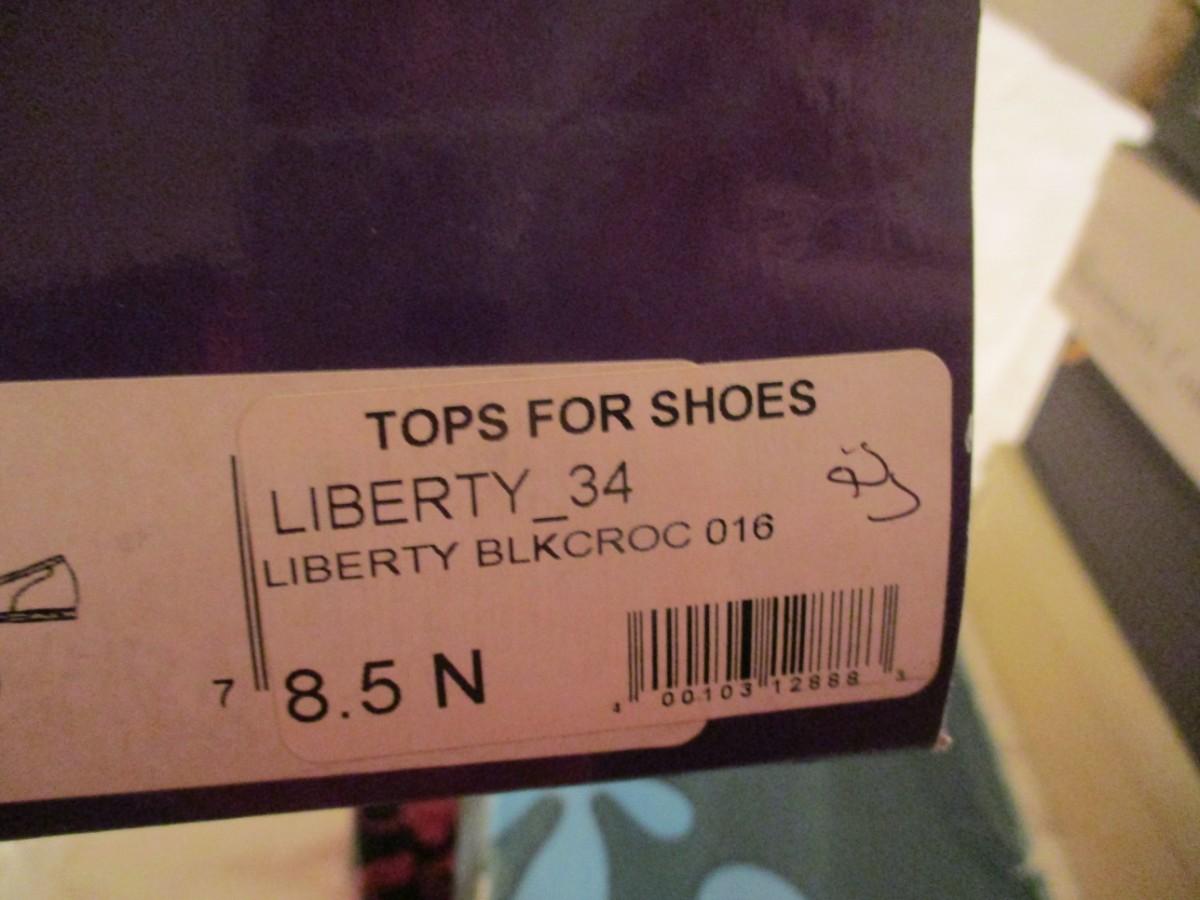 TOPS FOR SHOES
LIBERTY_34
LIBERTY BLKCROC 016
7
8.5 N
4 00103 12888 3